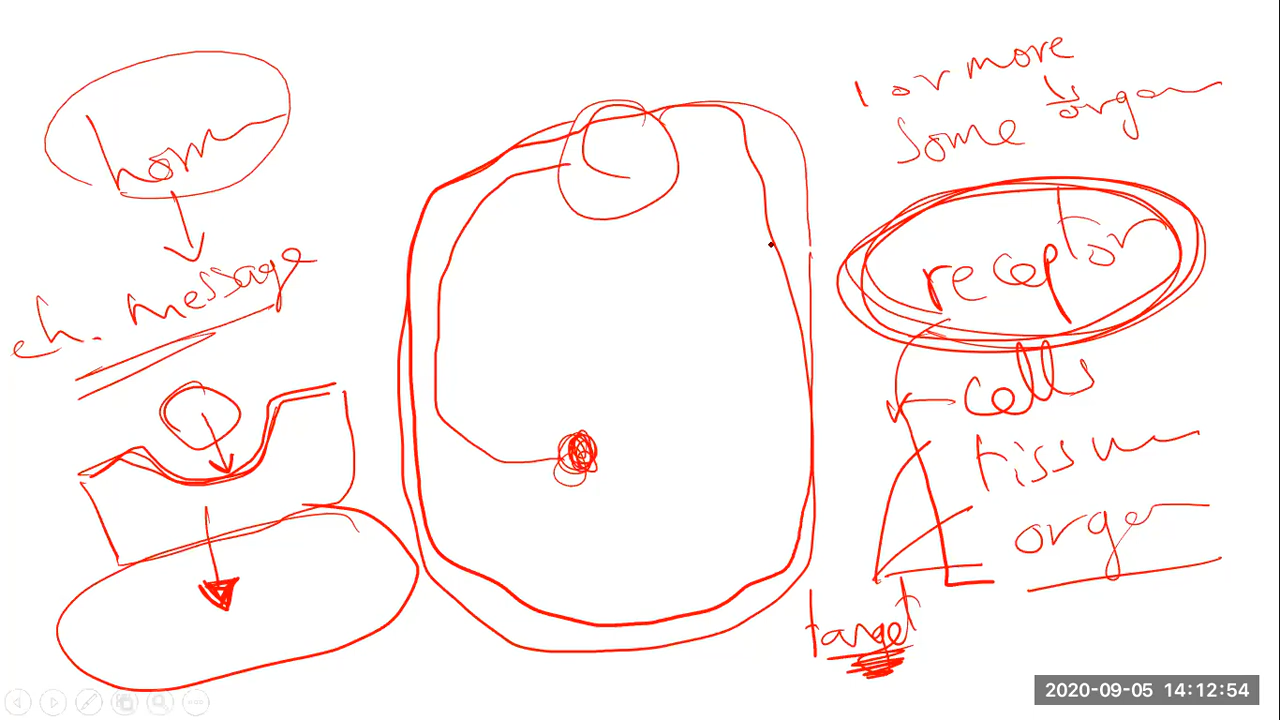 horm
ch. message
1 or more
some organ
receptor
cells
tissue
organ
target
2020-09-05 14:12:54